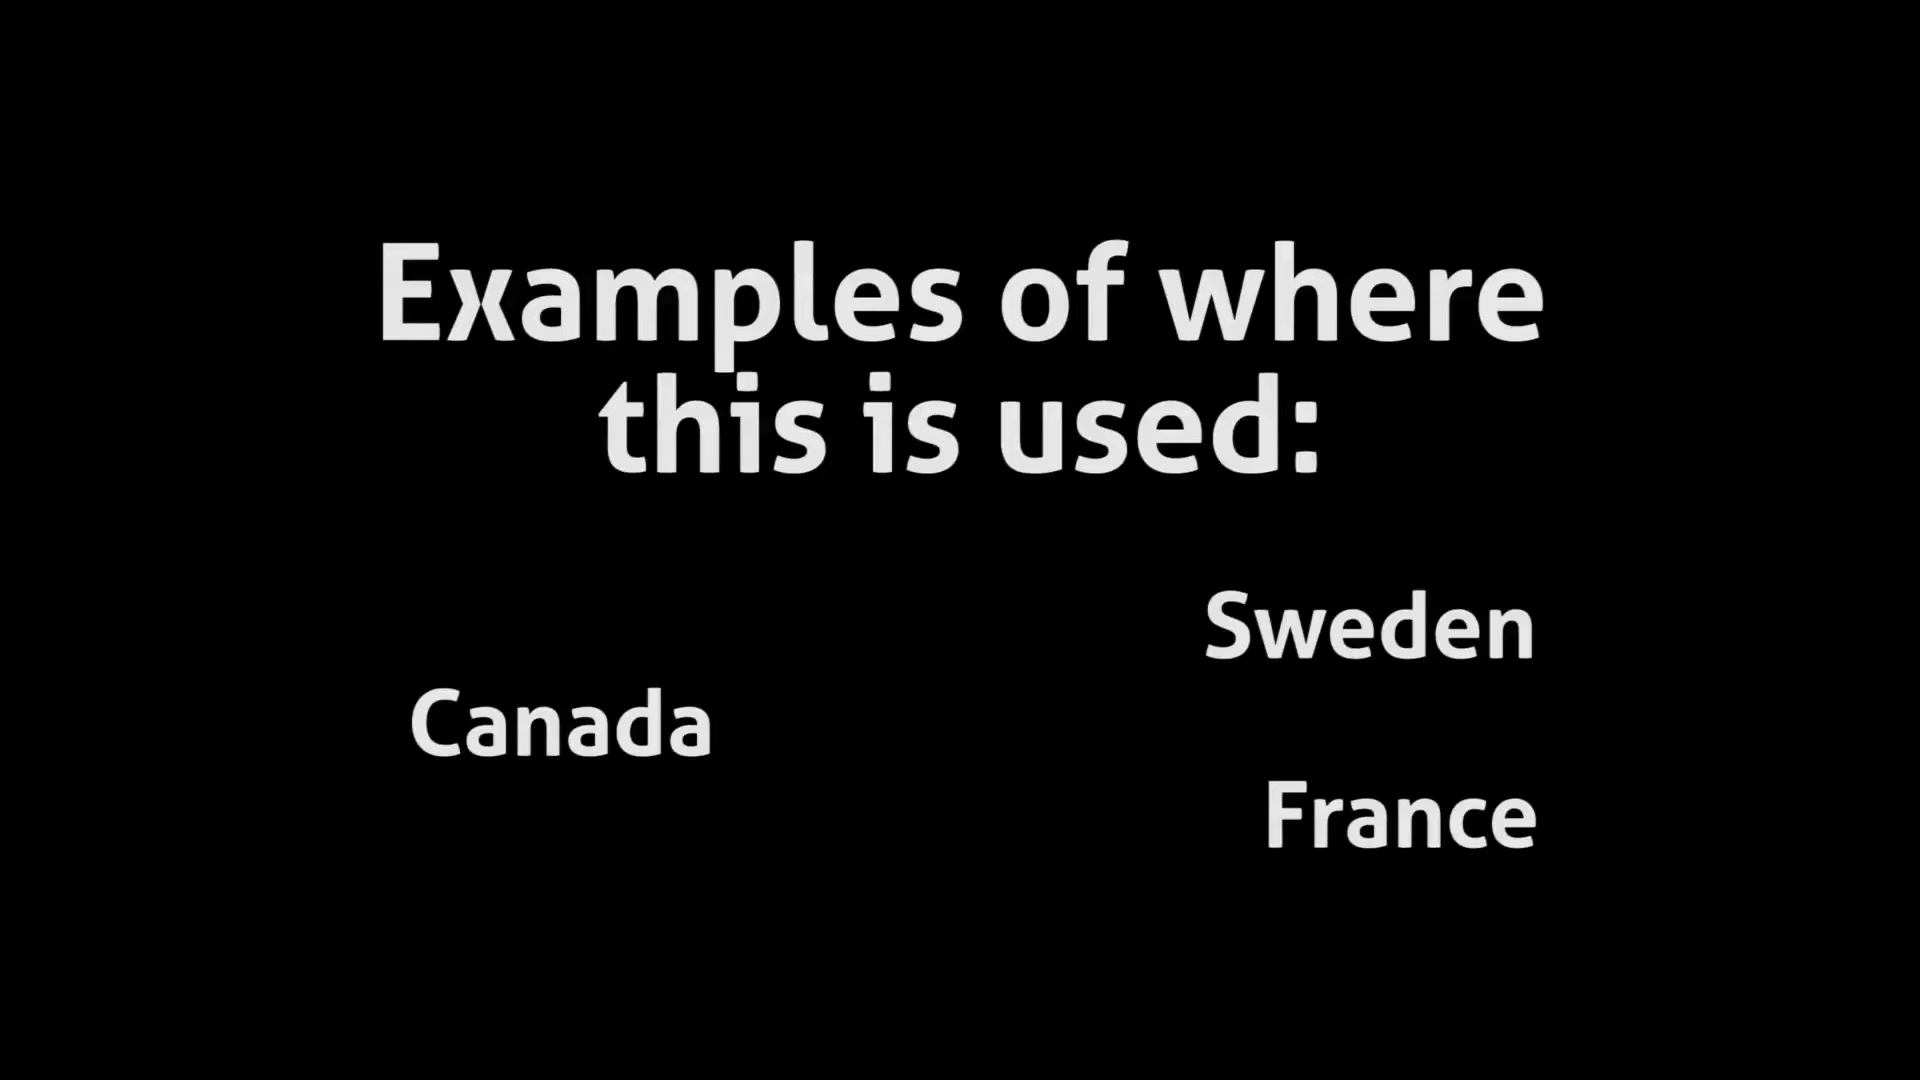 Examples of where
this is used:
Sweden
Canada
France